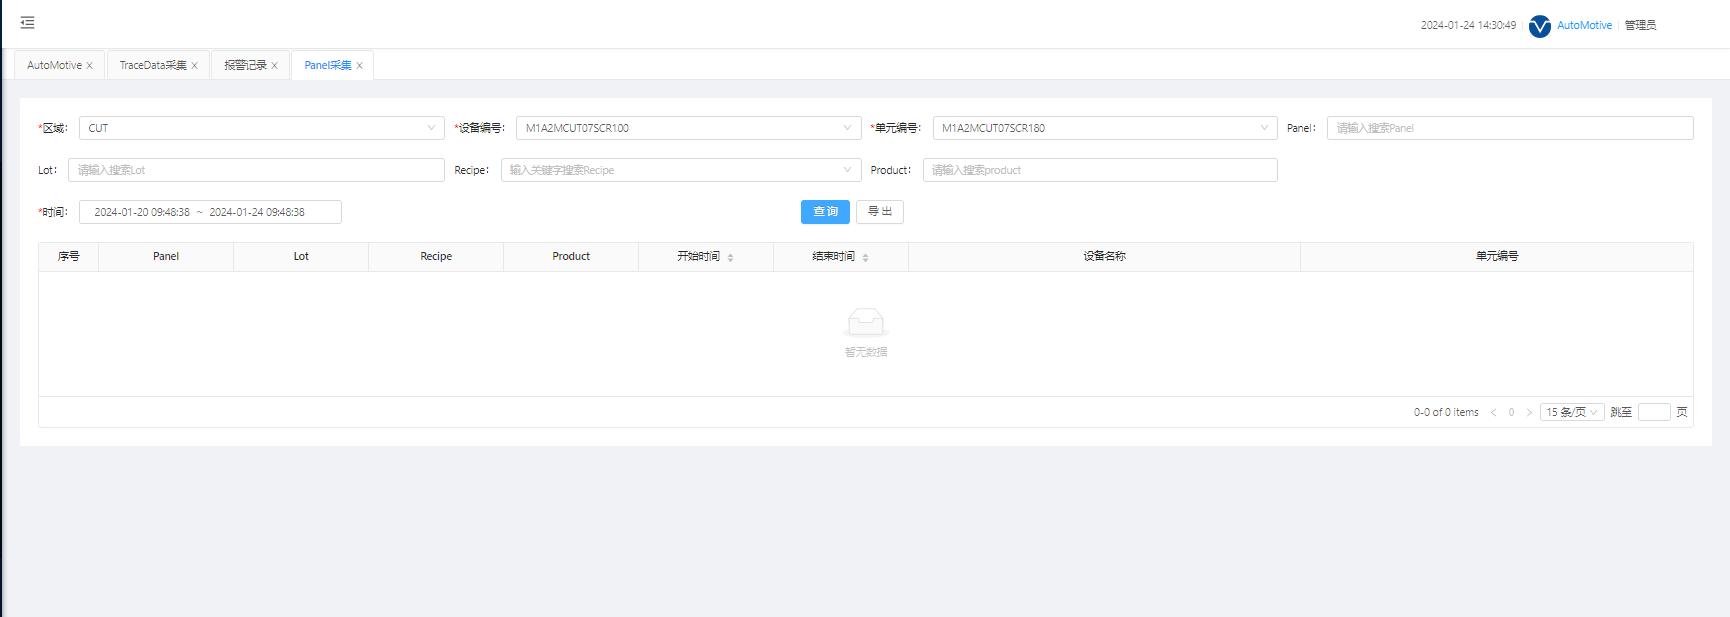 2024-01-24 14:30:49 AutoMotive 管理员
AutoMotive × TraceData采集 × 报警记录 × Panel采集 ×
*区域: CUT *设备编号: M1A2MCUT07SCR100 *单元编号: M1A2MCUT07SCR180 Panel: 请输入搜索Panel
Lot: 请输入搜索Lot Recipe: 输入关键字搜索Recipe Product: 请输入搜索product
*时间: 2024-01-20 09:48:38 ~ 2024-01-24 09:48:38 查询 导出
序号 Panel Lot Recipe Product 开始时间 结束时间 设备名称 单元编号
暂无数据
0-0 of 0 items < 0 > 15 条/页 跳至 页